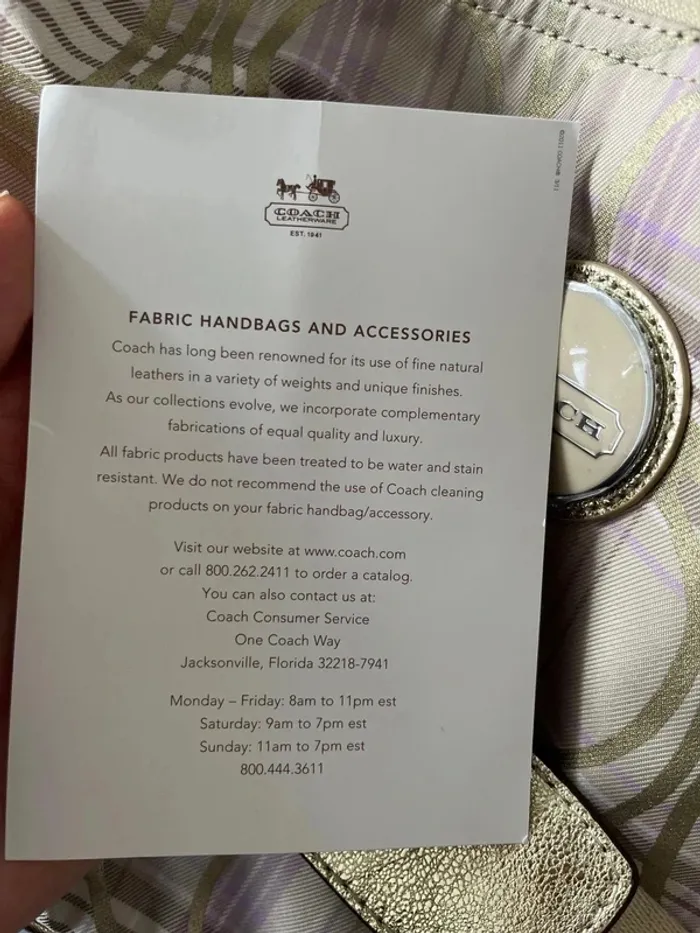 COACH
LEATHERWARE
EST. 1941
FABRIC HANDBAGS AND ACCESSORIES
Coach has long been renowned for its use of fine natural
leathers in a variety of weights and unique finishes.
As our collections evolve, we incorporate complementary
fabrications of equal quality and luxury.
All fabric products have been treated to be water and stain
resistant. We do not recommend the use of Coach cleaning
products on your fabric handbag/accessory.
Visit our website at www.coach.com
or call 800.262.2411 to order a catalog.
You can also contact us at:
Coach Consumer Service
One Coach Way
Jacksonville, Florida 32218-7941
Monday – Friday: 8am to 11pm est
Saturday: 9am to 7pm est
Sunday: 11am to 7pm est
800.444.3611
CH